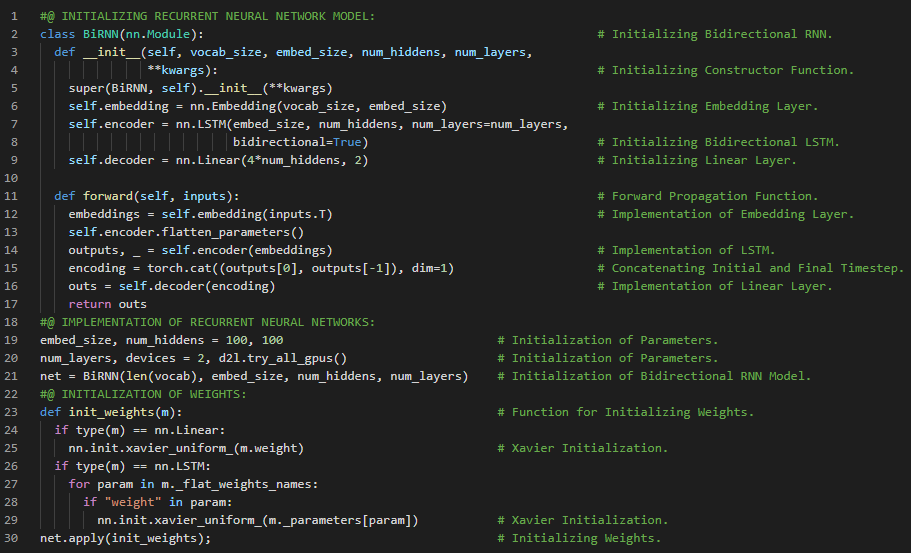 1 #@ INITIALIZING RECURRENT NEURAL NETWORK MODEL:
2 class BiRNN(nn.Module): # Initializing Bidirectional RNN.
3   def __init__(self, vocab_size, embed_size, num_hiddens, num_layers,
4                **kwargs): # Initializing Constructor Function.
5     super(BiRNN, self).__init__(**kwargs)
6     self.embedding = nn.Embedding(vocab_size, embed_size) # Initializing Embedding Layer.
7     self.encoder = nn.LSTM(embed_size, num_hiddens, num_layers=num_layers,
8                            bidirectional=True) # Initializing Bidirectional LSTM.
9     self.decoder = nn.Linear(4*num_hiddens, 2) # Initializing Linear Layer.
10
11   def forward(self, inputs): # Forward Propagation Function.
12     embeddings = self.embedding(inputs.T) # Implementation of Embedding Layer.
13     self.encoder.flatten_parameters()
14     outputs, _ = self.encoder(embeddings) # Implementation of LSTM.
15     encoding = torch.cat((outputs[0], outputs[-1]), dim=1) # Concatenating Initial and Final Timestep.
16     outs = self.decoder(encoding) # Implementation of Linear Layer.
17     return outs
18 #@ IMPLEMENTATION OF RECURRENT NEURAL NETWORKS:
19 embed_size, num_hiddens = 100, 100 # Initialization of Parameters.
20 num_layers, devices = 2, d2l.try_all_gpus() # Initialization of Parameters.
21 net = BiRNN(len(vocab), embed_size, num_hiddens, num_layers) # Initialization of Bidirectional RNN Model.
22 #@ INITIALIZATION OF WEIGHTS:
23 def init_weights(m): # Function for Initializing Weights.
24   if type(m) == nn.Linear:
25     nn.init.xavier_uniform_(m.weight) # Xavier Initialization.
26   if type(m) == nn.LSTM:
27     for param in m._flat_weights_names:
28       if "weight" in param:
29         nn.init.xavier_uniform_(m._parameters[param]) # Xavier Initialization.
30 net.apply(init_weights); # Initializing Weights.